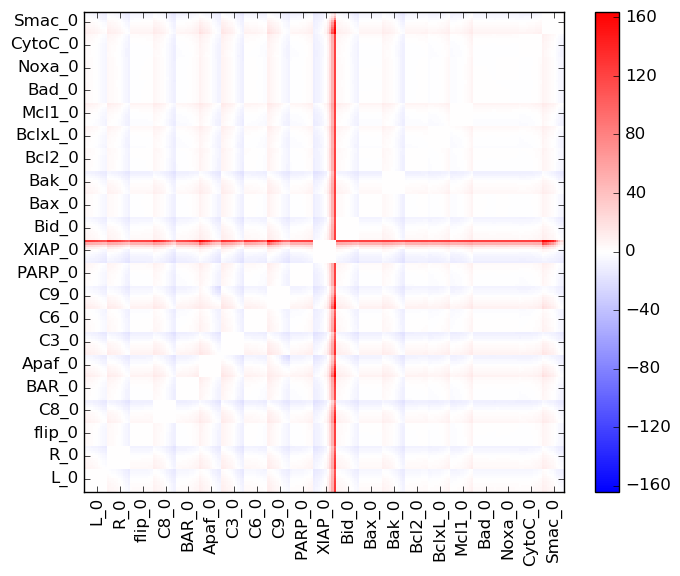 Smac_0
CytoC_0
Noxa_0
Bad_0
Mcl1_0
BclxL_0
Bcl2_0
Bak_0
Bax_0
Bid_0
XIAP_0
PARP_0
C9_0
C6_0
C3_0
Apaf_0
BAR_0
C8_0
flip_0
R_0
L_0
L_0
R_0
flip_0
C8_0
BAR_0
Apaf_0
C3_0
C6_0
C9_0
PARP_0
XIAP_0
Bid_0
Bax_0
Bak_0
Bcl2_0
BclxL_0
Mcl1_0
Bad_0
Noxa_0
CytoC_0
Smac_0
160
120
80
40
0
−40
−80
−120
−160